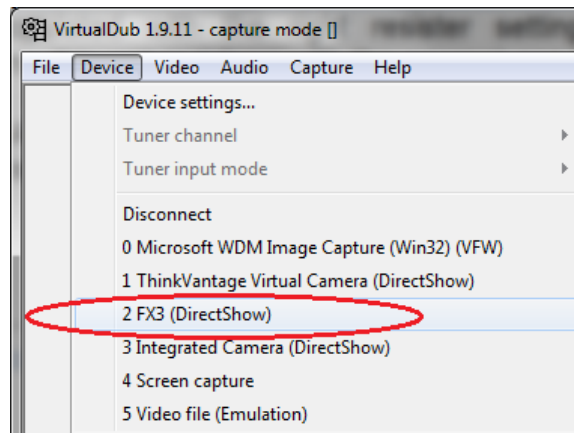 VirtualDub 1.9.11 - capture mode []
File Device Video Audio Capture Help
Device settings...
Tuner channel
Tuner input mode
Disconnect
0 Microsoft WDM Image Capture (Win32) (VFW)
1 ThinkVantage Virtual Camera (DirectShow)
2 FX3 (DirectShow)
3 Integrated Camera (DirectShow)
4 Screen capture
5 Video file (Emulation)